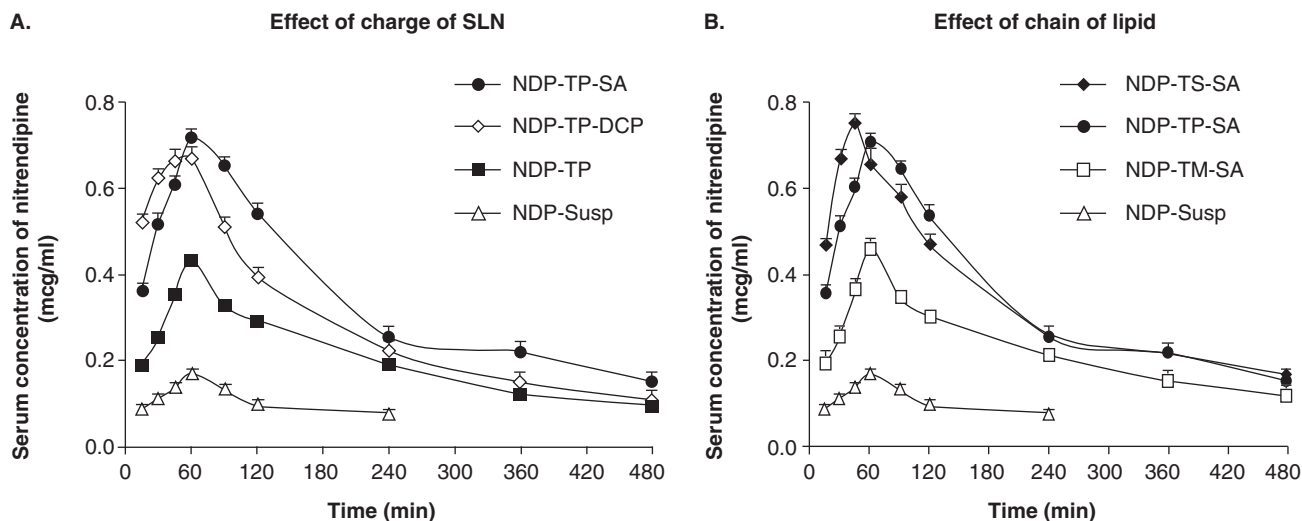 A.
Effect of charge of SLN
NDP-TP-SA
NDP-TP-DCP
NDP-TP
NDP-Susp
Serum concentration of nitrendipine
(mcg/ml)
0.8
0.6
0.4
0.2
0.0
0 60 120 180 240 300 360 420 480
Time (min)
B.
Effect of chain of lipid
NDP-TS-SA
NDP-TP-SA
NDP-TM-SA
NDP-Susp
Serum concentration of nitrendipine
(mcg/ml)
0.8
0.6
0.4
0.2
0.0
0 60 120 180 240 300 360 420 480
Time (min)